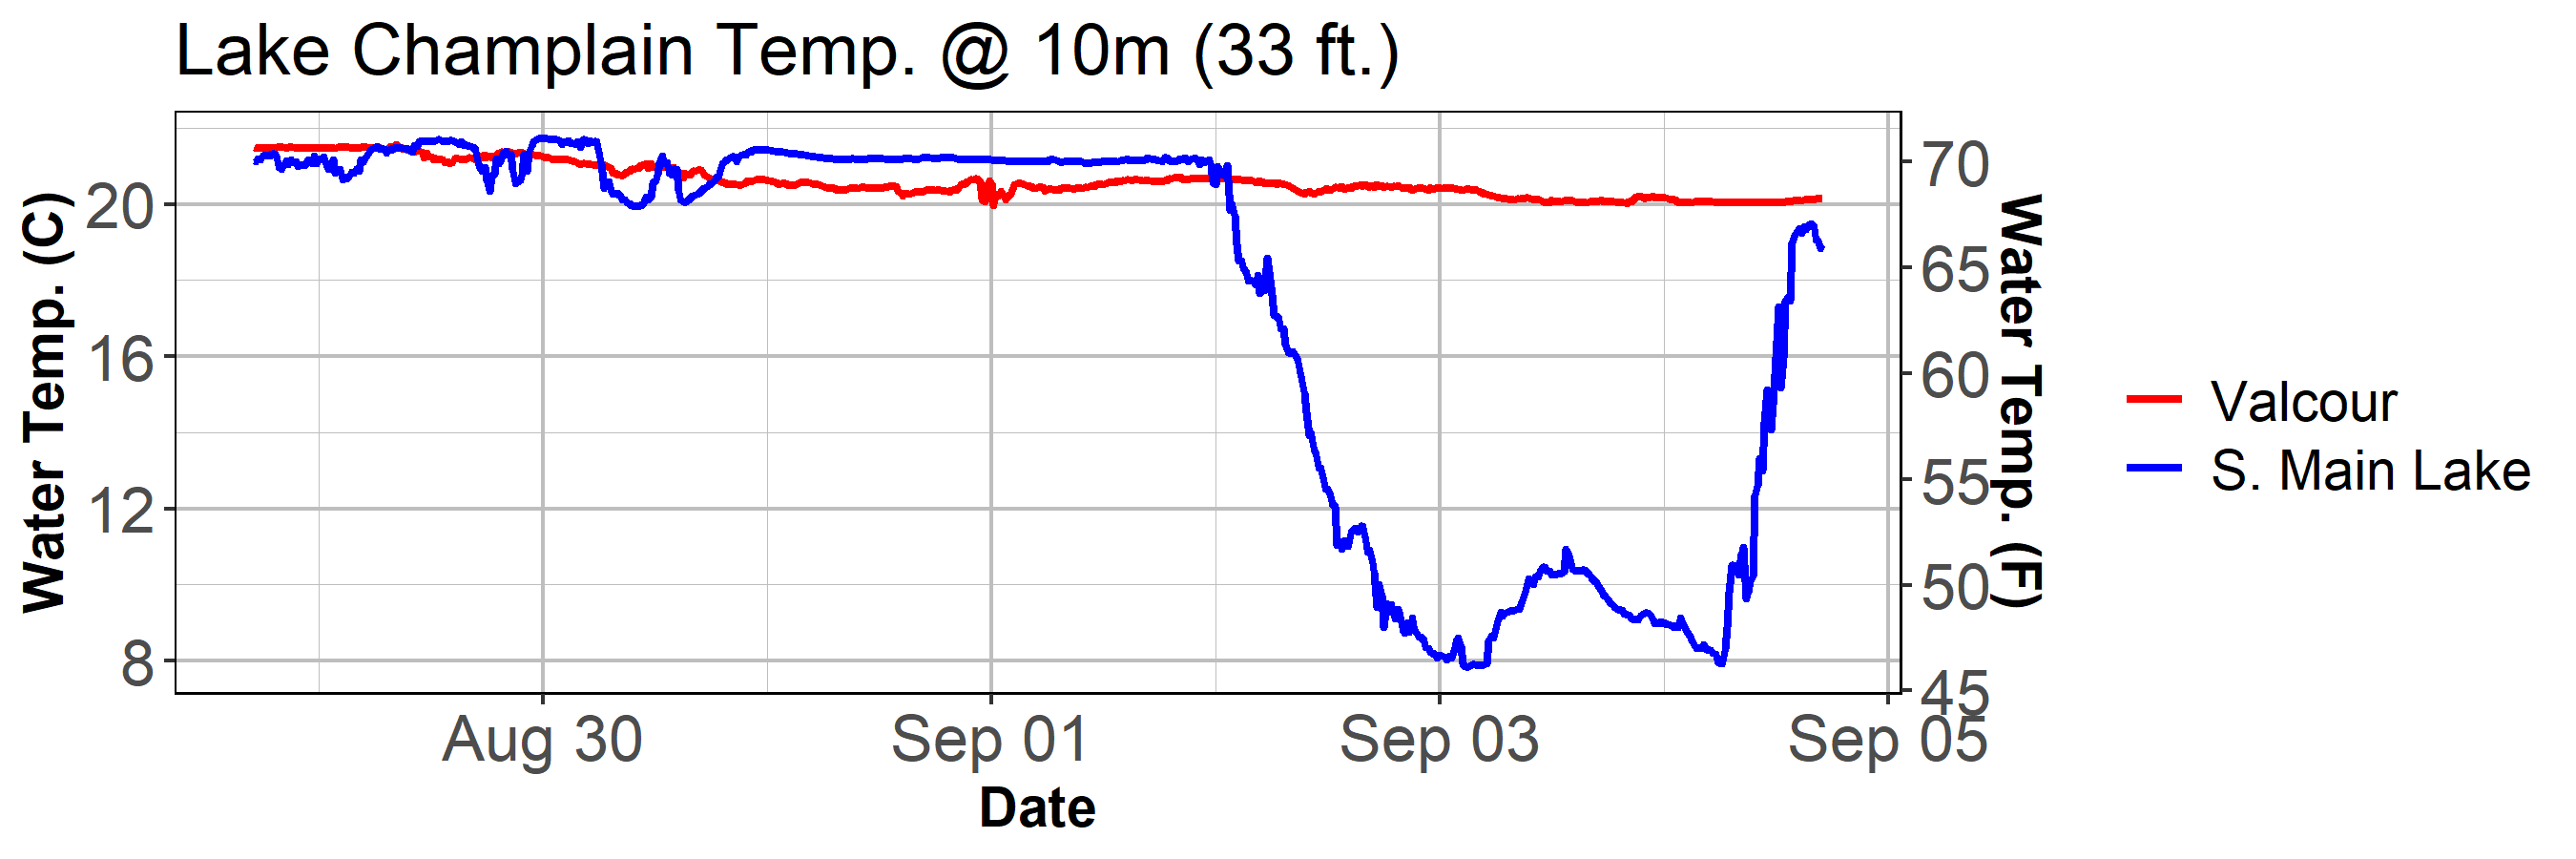 Lake Champlain Temp. @ 10m (33 ft.)
Water Temp. (C)
20
16
12
8
70
65
60
55
50
45
Water Temp. (F)
Aug 30
Sep 01
Sep 03
Sep 05
Date
Valcour
S. Main Lake